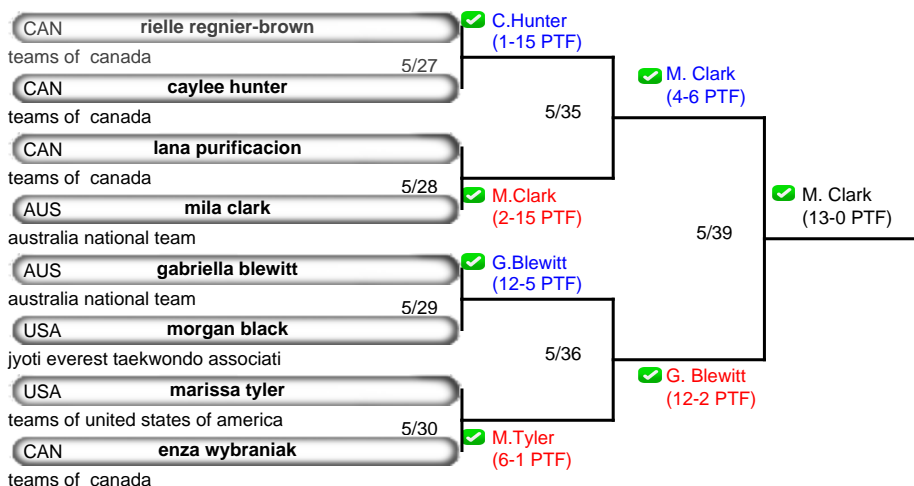 CAN rielle regnier-brown
teams of canada
5/27
CAN caylee hunter
teams of canada
CAN lana purificacion
teams of canada
5/28
AUS mila clark
australia national team
AUS gabriella blewitt
australia national team
5/29
USA morgan black
jyoti everest taekwondo associati
USA marissa tyler
teams of united states of america
5/30
CAN enza wybraniak
teams of canada
C.Hunter
(1-15 PTF)
5/35
M.Clark
(2-15 PTF)
G.Blewitt
(12-5 PTF)
5/36
M.Tyler
(6-1 PTF)
M. Clark
(4-6 PTF)
5/39
G. Blewitt
(12-2 PTF)
M. Clark
(13-0 PTF)